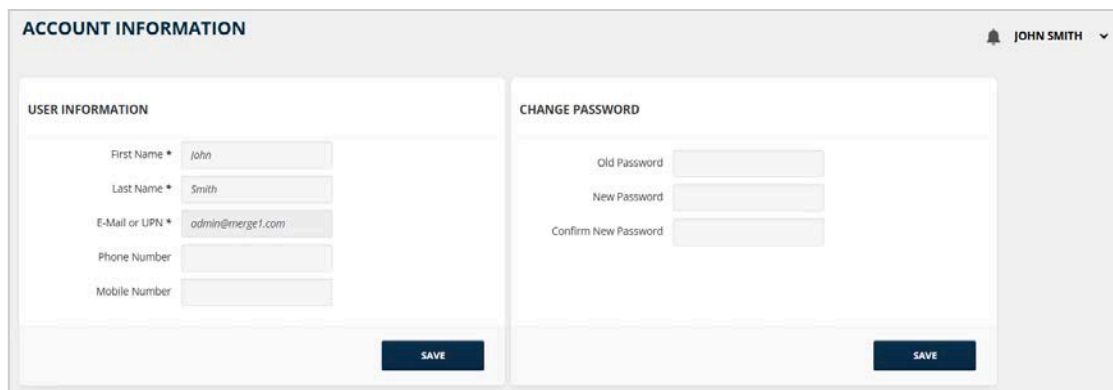 ACCOUNT INFORMATION
JOHN SMITH
USER INFORMATION
First Name * John
Last Name * Smith
E-Mail or UPN * admin@merge1.com
Phone Number
Mobile Number
SAVE
CHANGE PASSWORD
Old Password
New Password
Confirm New Password
SAVE